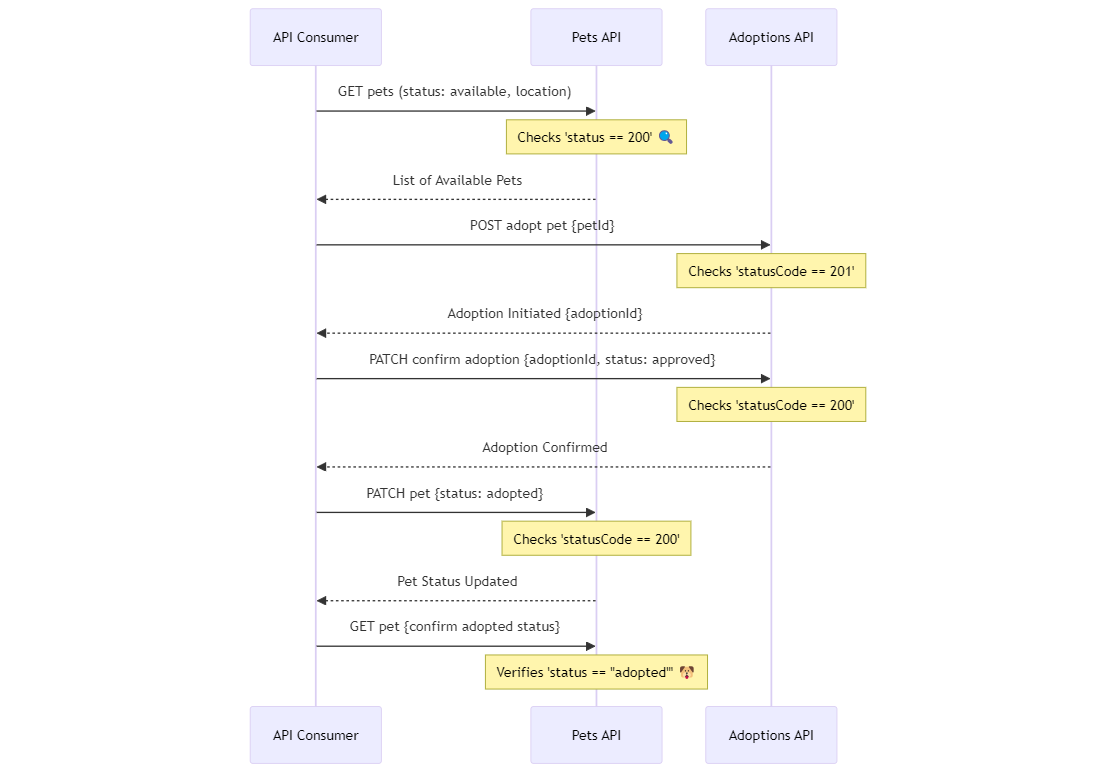 API Consumer
Pets API
Adoptions API
GET pets (status: available, location)
Checks 'status == 200' 🔍
List of Available Pets
POST adopt pet {petId}
Checks 'statusCode == 201'
Adoption Initiated {adoptionId}
PATCH confirm adoption {adoptionId, status: approved}
Checks 'statusCode == 200'
Adoption Confirmed
PATCH pet {status: adopted}
Checks 'statusCode == 200'
Pet Status Updated
GET pet {confirm adopted status}
Verifies 'status == "adopted"' 🐶
API Consumer
Pets API
Adoptions API